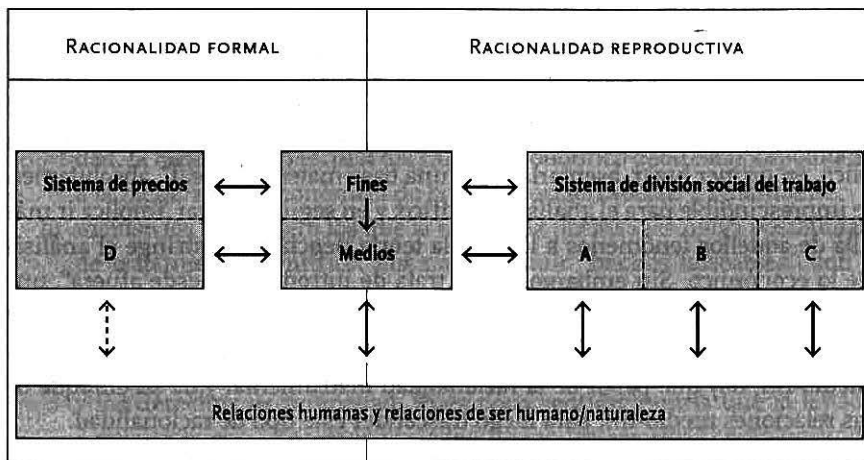 RACIONALIDAD FORMAL
RACIONALIDAD REPRODUCTIVA
Sistema de precios
Fines
Sistema de división social del trabajo
D
Medios
A
B
C
Relaciones humanas y relaciones de ser humano/naturaleza